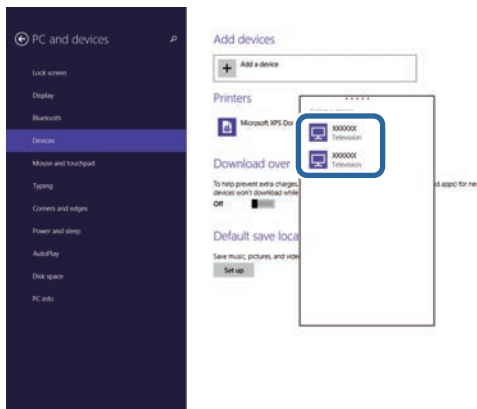 PC and devices
Lock screen
Display
Bluetooth
Devices
Mouse and touchpad
Typing
Corners and edges
Power and sleep
AutoPlay
Disk space
PC info
Add devices
Add a device
Printers
Microsoft XPS Doc
Download over
To help prevent extra charges,
d apps) for new
devices won't download while
Off
Default save loca
Save music, pictures, and video
Set up
XXXXXX
Television
XXXXXX
Television